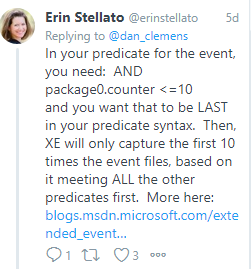 Erin Stellato @erinstellato 5d
Replying to @dan_clemens
In your predicate for the event,
you need:  AND
package0.counter <=10
and you want that to be LAST
in your predicate syntax.  Then,
XE will only capture the first 10
times the event files, based on
it meeting ALL the other
predicates first.  More here:
blogs.msdn.microsoft.com/exte
nded_event...
1 3